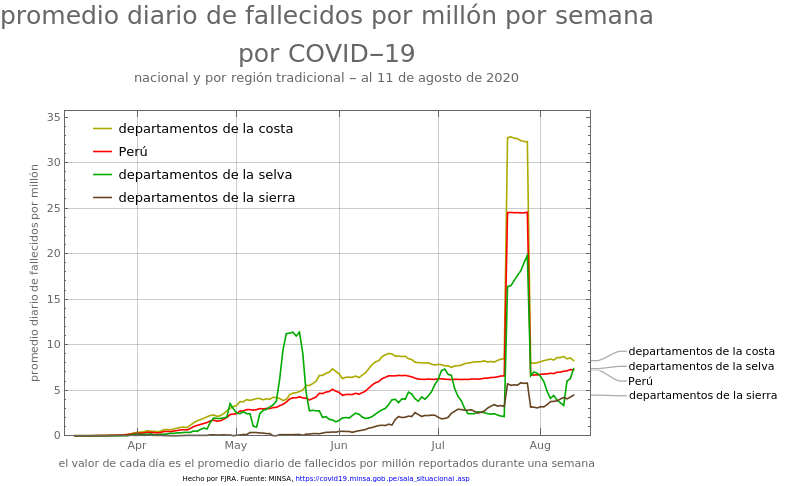 promedio diario de fallecidos por millón por semana
por COVID−19
nacional y por región tradicional − al 11 de agosto de 2020
departamentos de la costa
Perú
departamentos de la selva
departamentos de la sierra
promedio diario de fallecidos por millón
35
30
25
20
15
10
5
0
Apr May Jun Jul Aug
departamentos de la costa
departamentos de la selva
Perú
departamentos de la sierra
el valor de cada día es el promedio diario de fallecidos por millón reportados durante una semana
Hecho por FJRA. Fuente: MINSA, https://covid19.minsa.gob.pe/sala_situacional.asp